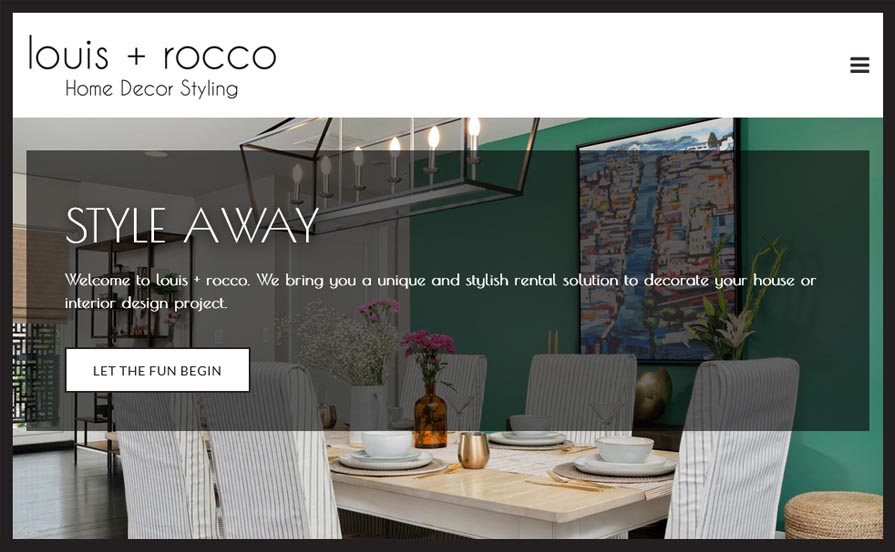 louis + rocco
Home Decor Styling
STYLE AWAY
Welcome to louis + rocco. We bring you a unique and stylish rental solution to decorate your house or
interior design project.
LET THE FUN BEGIN